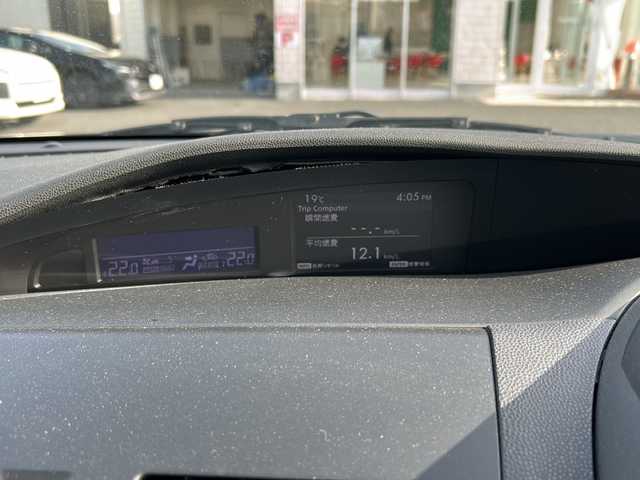 19℃ 4:05 PM
Trip Computer
瞬間燃費
--.- km/L
平均燃費
12.1 km/L
22.0 22.0